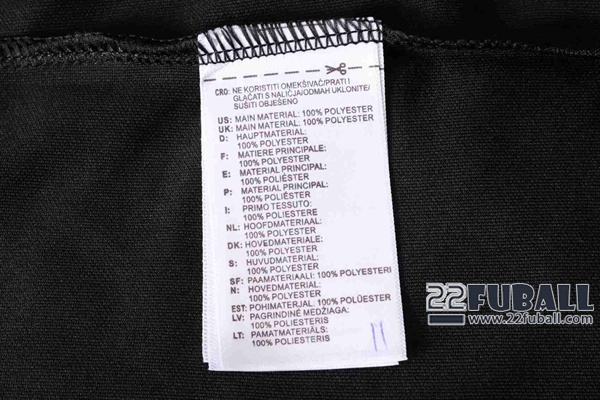 CRO: NE KORISTITI OMEKŠIVAČ/PRATI I
GLAČATI S NALIČJA/ODMAH UKLONITE/
SUŠITI OBJEŠENO
US: MAIN MATERIAL: 100% POLYESTER
UK: MAIN MATERIAL: 100% POLYESTER
D: HAUPTMATERIAL:
100% POLYESTER
F: MATIERE PRINCIPALE:
100% POLYESTER
E: MATERIAL PRINCIPAL:
100% POLIÉSTER
P: MATERIAL PRINCIPAL:
100% POLIÉSTER
I: PRIMO TESSUTO:
100% POLIESTERE
NL: HOOFDMATERIAAL:
100% POLYESTER
DK: HOVEDMATERIALE:
100% POLYESTER
S: HUVUDMATERIAL:
100% POLYESTER
SF: PÄÄMATERIAALI: 100% POLYESTERI
N: HOVEDMATERIAL:
100% POLYESTER
EST: POHIMATERJAL: 100% POLÜESTER
LV: PAGRINDINĖ MEDŽIAGA:
100% POLIESTERIS
LT: PAMATMATERIĀLS:
100% POLIESTERIS
22FUBALL
www.22fuball.com